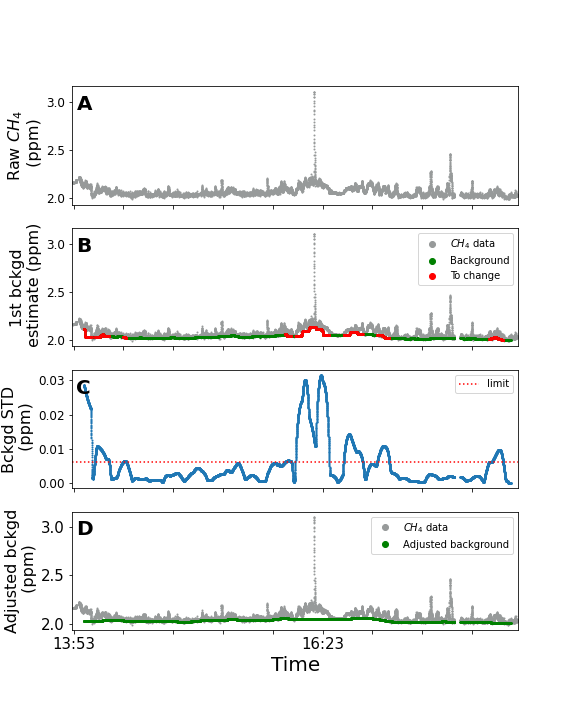 A
Raw CH4
(ppm)
3.0
2.5
2.0
B
1st bckgd
estimate (ppm)
3.0
2.5
2.0
CH4 data
Background
To change
C
Bckgd STD
(ppm)
0.03
0.02
0.01
0.00
limit
D
Adjusted bckgd
(ppm)
3.0
2.5
2.0
CH4 data
Adjusted background
13:53
16:23
Time